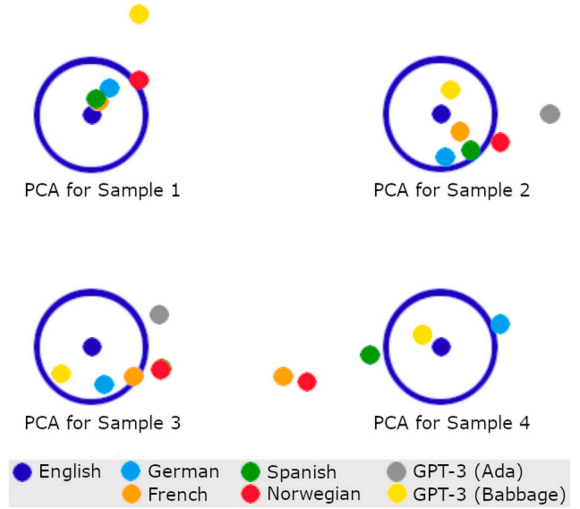 PCA for Sample 1
PCA for Sample 2
PCA for Sample 3
PCA for Sample 4
English
German
Spanish
GPT-3 (Ada)
French
Norwegian
GPT-3 (Babbage)